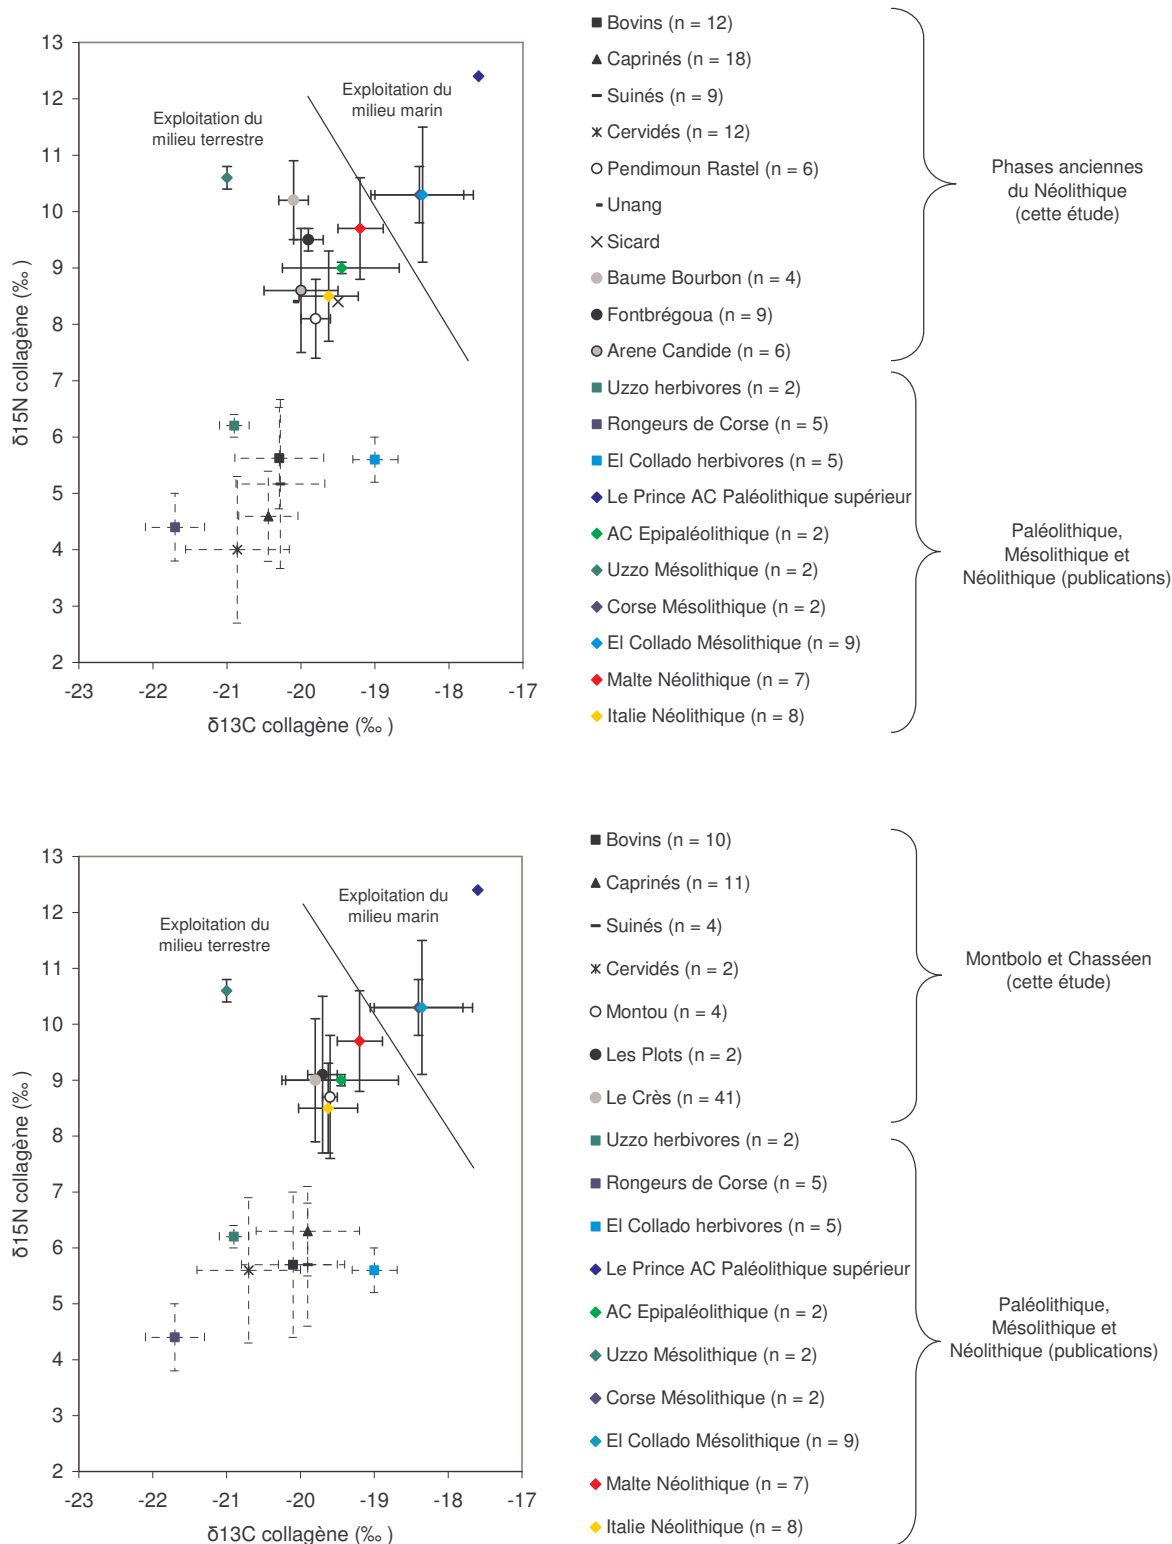 13
12
11
10
9
8
7
6
5
4
3
2
-23
-22
-21
-20
-19
-18
-17
δ15N collagène (‰)
δ13C collagène (‰ )
Exploitation du
milieu terrestre
Exploitation du
milieu marin
Bovins (n = 12)
Caprinés (n = 18)
Suinés (n = 9)
Cervidés (n = 12)
Pendimoun Rastel (n = 6)
Unang
Sicard
Baume Bourbon (n = 4)
Fontbrégoua (n = 9)
Arene Candide (n = 6)
Uzzo herbivores (n = 2)
Rongeurs de Corse (n = 5)
El Collado herbivores (n = 5)
Le Prince AC Paléolithique supérieur
AC Epipaléolithique (n = 2)
Uzzo Mésolithique (n = 2)
Corse Mésolithique (n = 2)
El Collado Mésolithique (n = 9)
Malte Néolithique (n = 7)
Italie Néolithique (n = 8)
Phases anciennes
du Néolithique
(cette étude)
Paléolithique,
Mésolithique et
Néolithique (publications)
13
12
11
10
9
8
7
6
5
4
3
2
-23
-22
-21
-20
-19
-18
-17
δ15N collagène (‰)
δ13C collagène (‰ )
Exploitation du
milieu terrestre
Exploitation du
milieu marin
Bovins (n = 10)
Caprinés (n = 11)
Suinés (n = 4)
Cervidés (n = 2)
Montou (n = 4)
Les Plots (n = 2)
Le Crès (n = 41)
Uzzo herbivores (n = 2)
Rongeurs de Corse (n = 5)
El Collado herbivores (n = 5)
Le Prince AC Paléolithique supérieur
AC Epipaléolithique (n = 2)
Uzzo Mésolithique (n = 2)
Corse Mésolithique (n = 2)
El Collado Mésolithique (n = 9)
Malte Néolithique (n = 7)
Italie Néolithique (n = 8)
Montbolo et Chasséen
(cette étude)
Paléolithique,
Mésolithique et
Néolithique (publications)